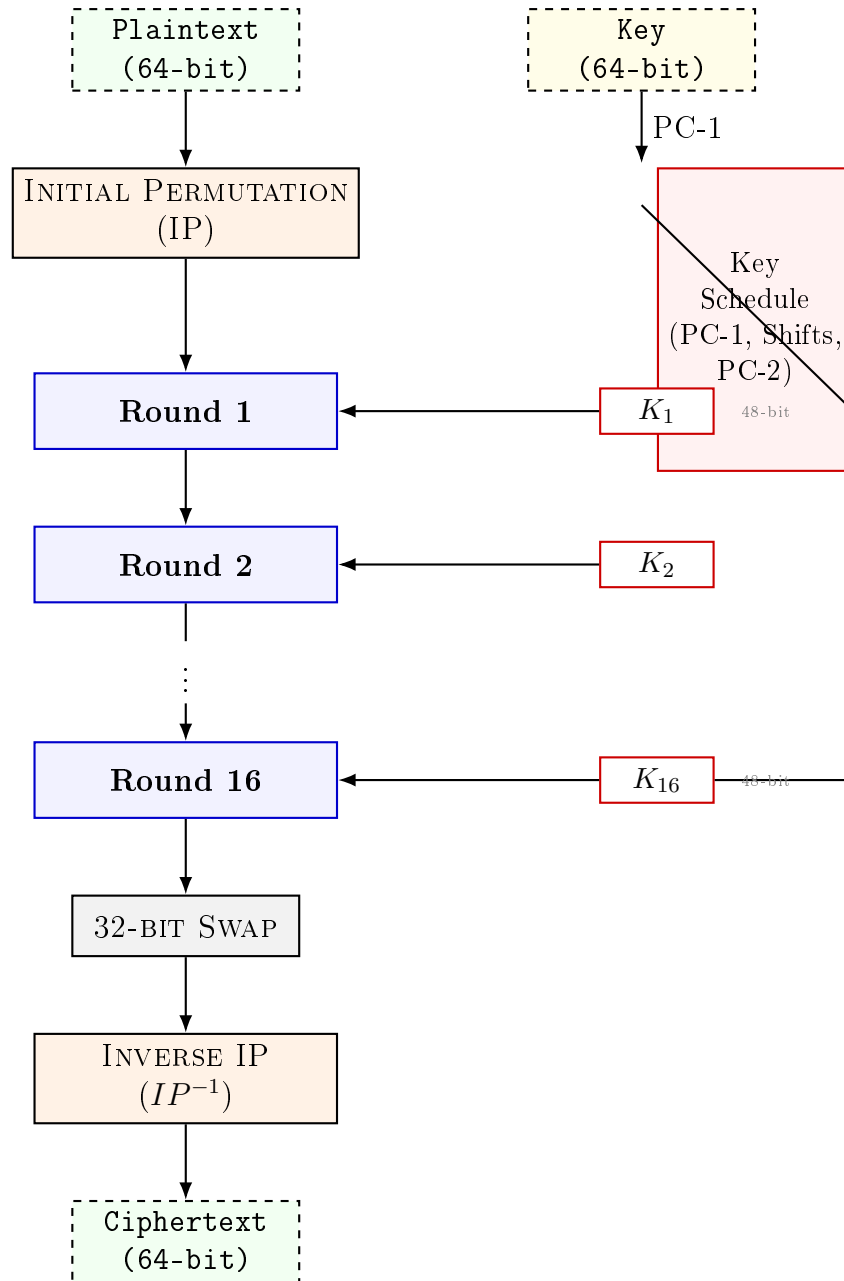 Plaintext
(64-bit)
Key
(64-bit)
PC-1
INITIAL PERMUTATION
(IP)
Key
Schedule
(PC-1, Shifts,
PC-2)
Round 1
K₁
48-bit
Round 2
K₂
⋮
Round 16
K₁₆
48-bit
32-BIT SWAP
INVERSE IP
(IP⁻¹)
Ciphertext
(64-bit)